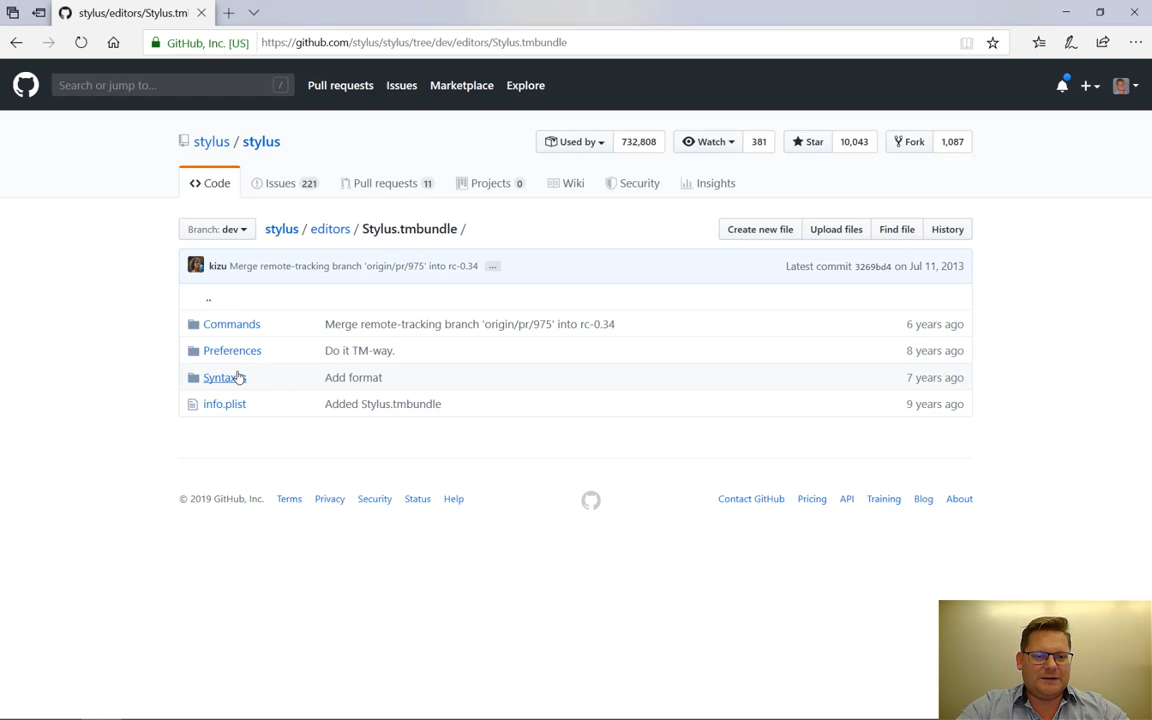 stylus/editors/Stylus.tm
GitHub, Inc. [US]
https://github.com/stylus/stylus/tree/dev/editors/Stylus.tmbundle
Search or jump to...
/
Pull requests
Issues
Marketplace
Explore
stylus / stylus
Used by
732,808
Watch
381
Star
10,043
Fork
1,087
Code
Issues 221
Pull requests 11
Projects 0
Wiki
Security
Insights
Branch: dev
stylus / editors / Stylus.tmbundle /
Create new file
Upload files
Find file
History
kizu Merge remote-tracking branch 'origin/pr/975' into rc-0.34
...
Latest commit 3269bd4 on Jul 11, 2013
..
Commands
Merge remote-tracking branch 'origin/pr/975' into rc-0.34
6 years ago
Preferences
Do it TM-way.
8 years ago
Add format
7 years ago
info.plist
Added Stylus.tmbundle
9 years ago
© 2019 GitHub, Inc.
Terms
Privacy
Security
Status
Help
Contact GitHub
Pricing
API
Training
Blog
About